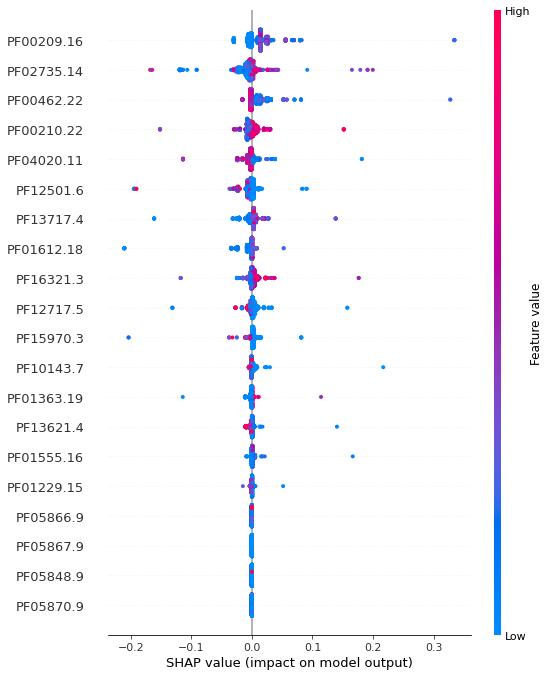 High
PF00209.16
PF02735.14
PF00462.22
PF00210.22
PF04020.11
PF12501.6
PF13717.4
PF01612.18
PF16321.3
PF12717.5
PF15970.3
PF10143.7
PF01363.19
PF13621.4
PF01555.16
PF01229.15
PF05866.9
PF05867.9
PF05848.9
PF05870.9
Feature value
Low
−0.2 −0.1 0.0 0.1 0.2 0.3
SHAP value (impact on model output)